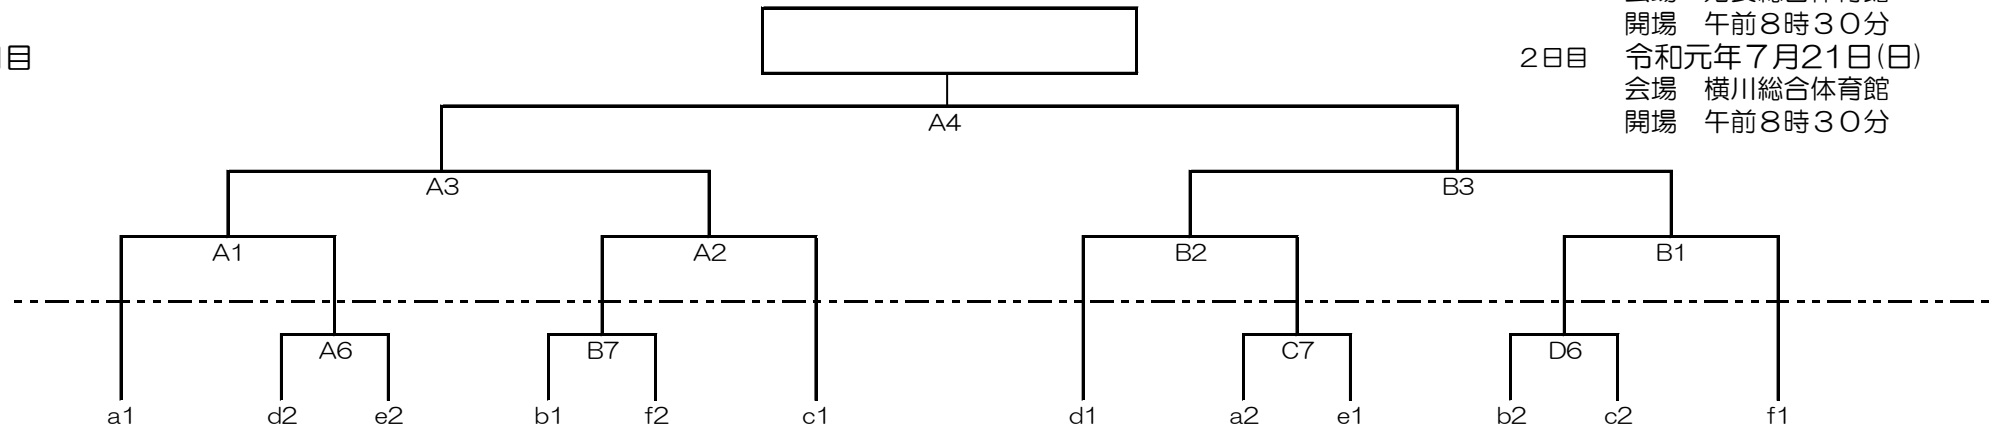 開場 午前８時３０分
目
２日目 令和元年７月21日(日)
会場 横川総合体育館
開場 午前８時３０分
A4
A3 B3
A1 A2 B2 B1
A6 B7 C7 D6
a1 d2 e2 b1 f2 c1 d1 a2 e1 b2 c2 f1